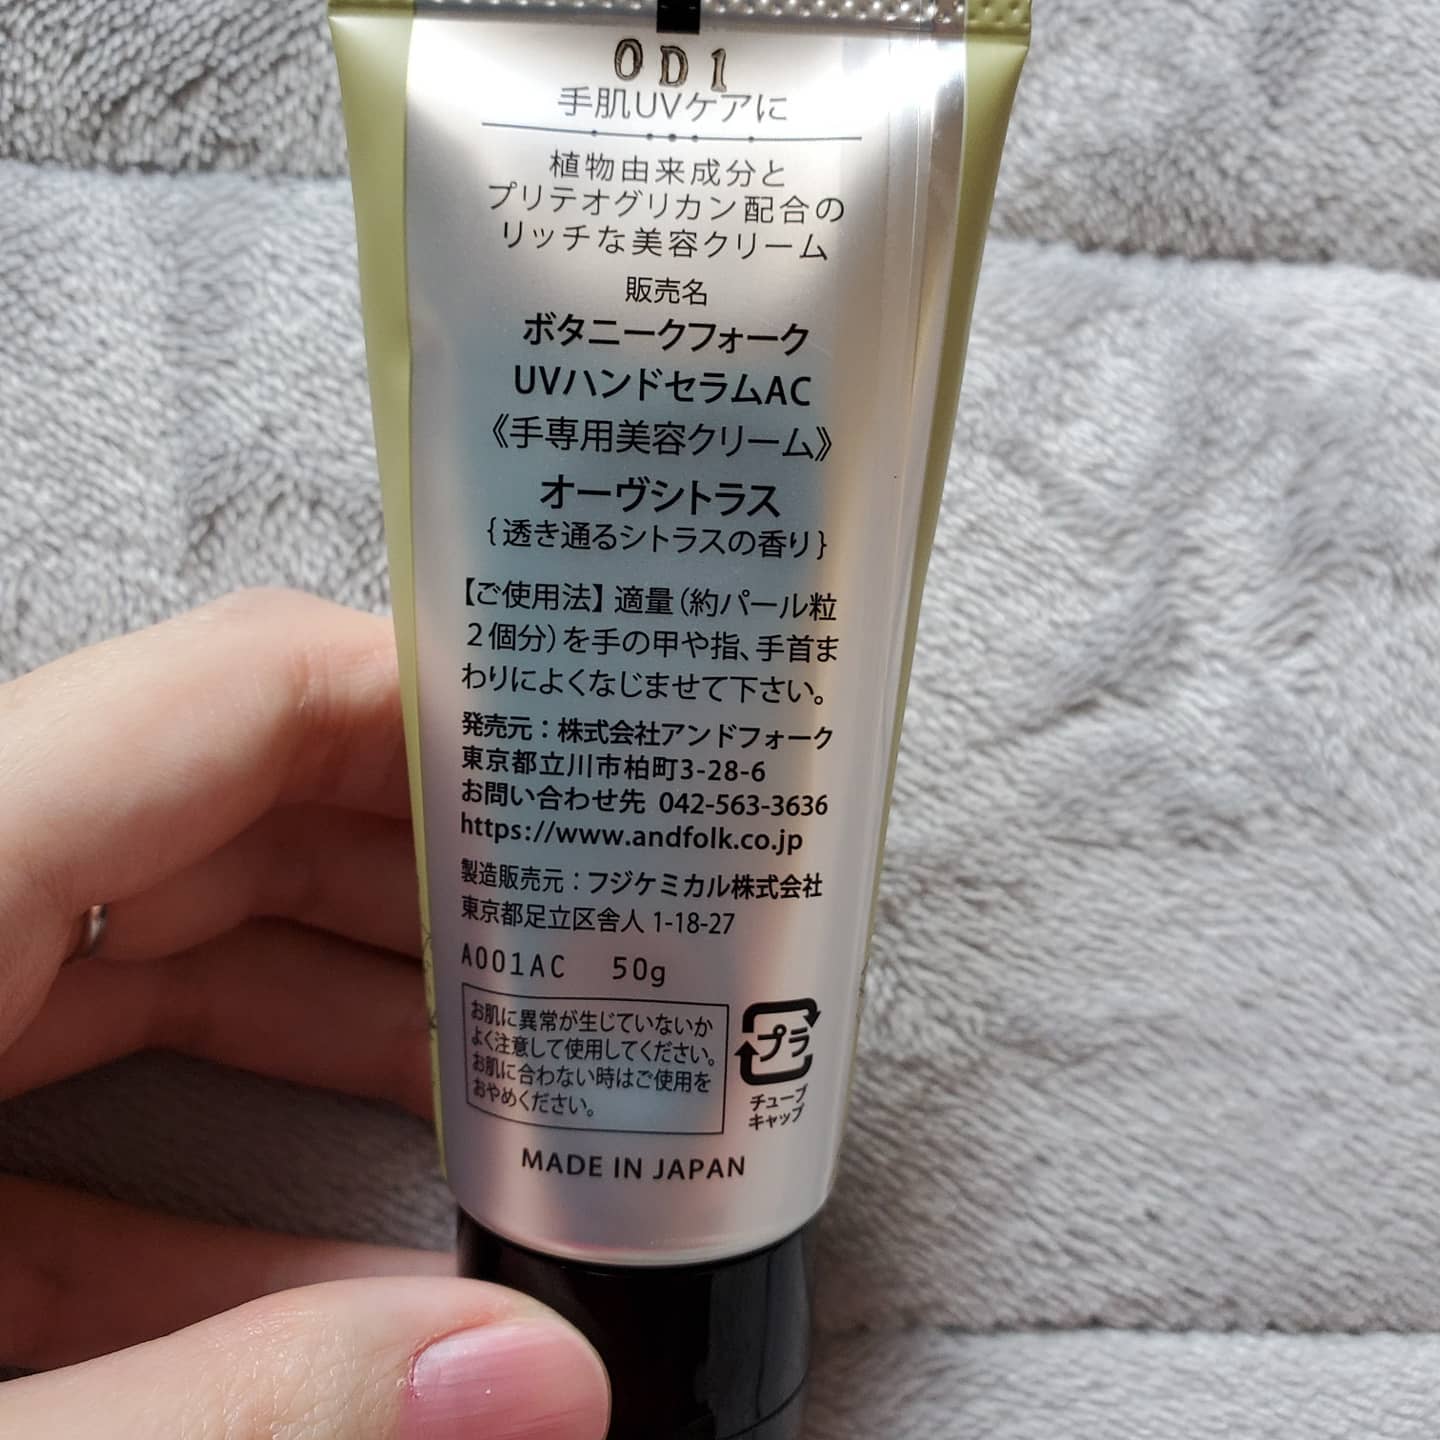 OD1
手肌UVケアに
植物由来成分と
プリテオグリカン配合の
リッチな美容クリーム
販売名
ボタニークフォーク
UVハンドセラムAC
《手専用美容クリーム》
オーヴシトラス
{透き通るシトラスの香り}
【ご使用法】適量(約パール粒
２個分)を手の甲や指、手首ま
わりによくなじませて下さい。
発売元：株式会社アンドフォーク
東京都立川市柏町3-28-6
お問い合わせ先 042-563-3636
https://www.andfolk.co.jp
製造販売元：フジケミカル株式会社
東京都足立区舎人 1-18-27
A001AC 50g
お肌に異常が生じていないか
よく注意して使用してください。
お肌に合わない時はご使用を
おやめください。
プラ
チューブ
キャップ
MADE IN JAPAN